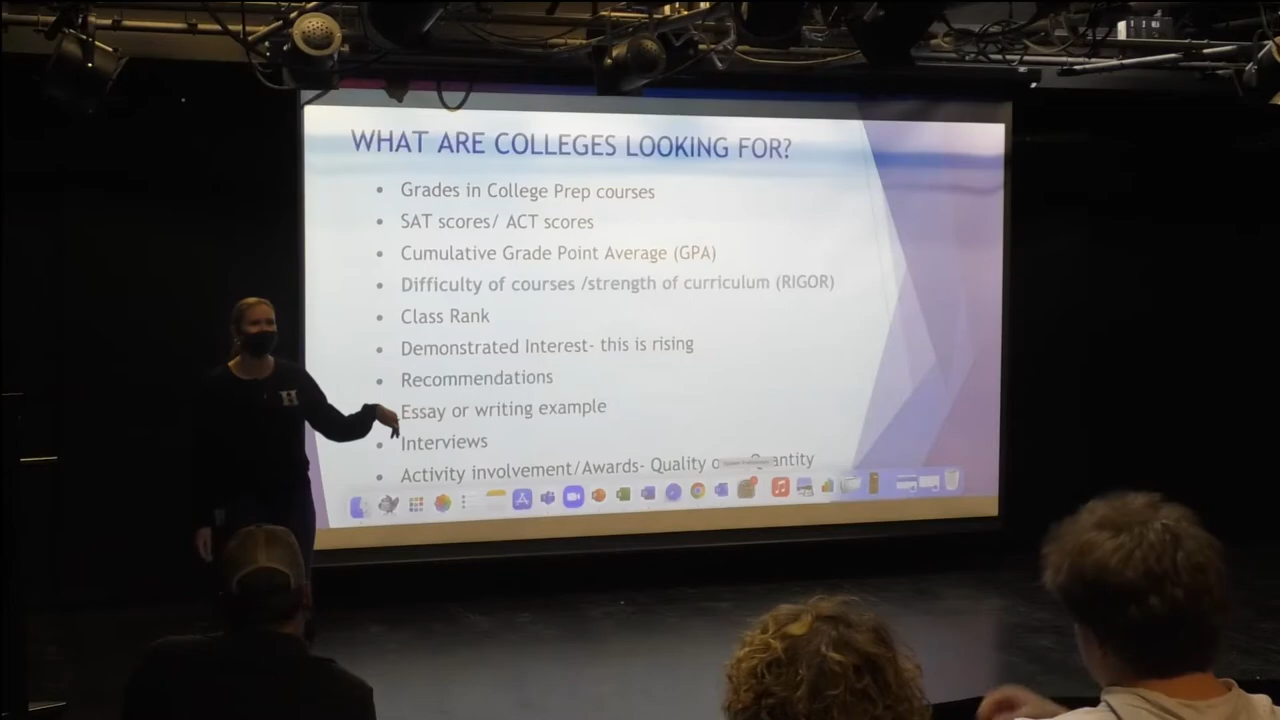 WHAT ARE COLLEGES LOOKING FOR?
• Grades in College Prep courses
• SAT scores/ ACT scores
• Cumulative Grade Point Average (GPA)
• Difficulty of courses /strength of curriculum (RIGOR)
• Class Rank
• Demonstrated Interest- this is rising
• Recommendations
• Essay or writing example
• Interviews
• Activity involvement/Awards- Quality
H